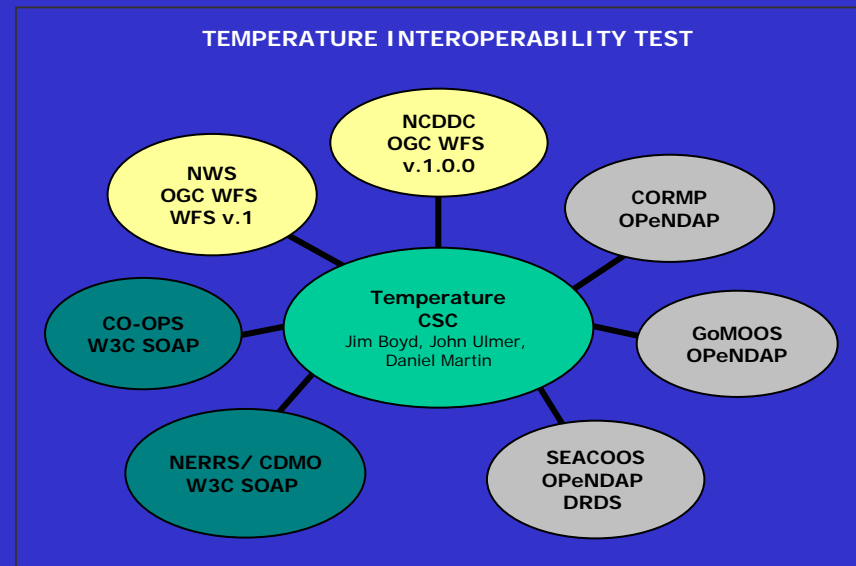 TEMPERATURE INTEROPERABILITY TEST
NCDDC
OGC WFS
v.1.0.0
NWS
OGC WFS
WFS v.1
CORMP
OPeNDAP
CO-OPS
W3C SOAP
Temperature
CSC
Jim Boyd, John Ulmer,
Daniel Martin
GoMOOS
OPeNDAP
NERRS/ CDMO
W3C SOAP
SEACOOS
OPeNDAP
DRDS